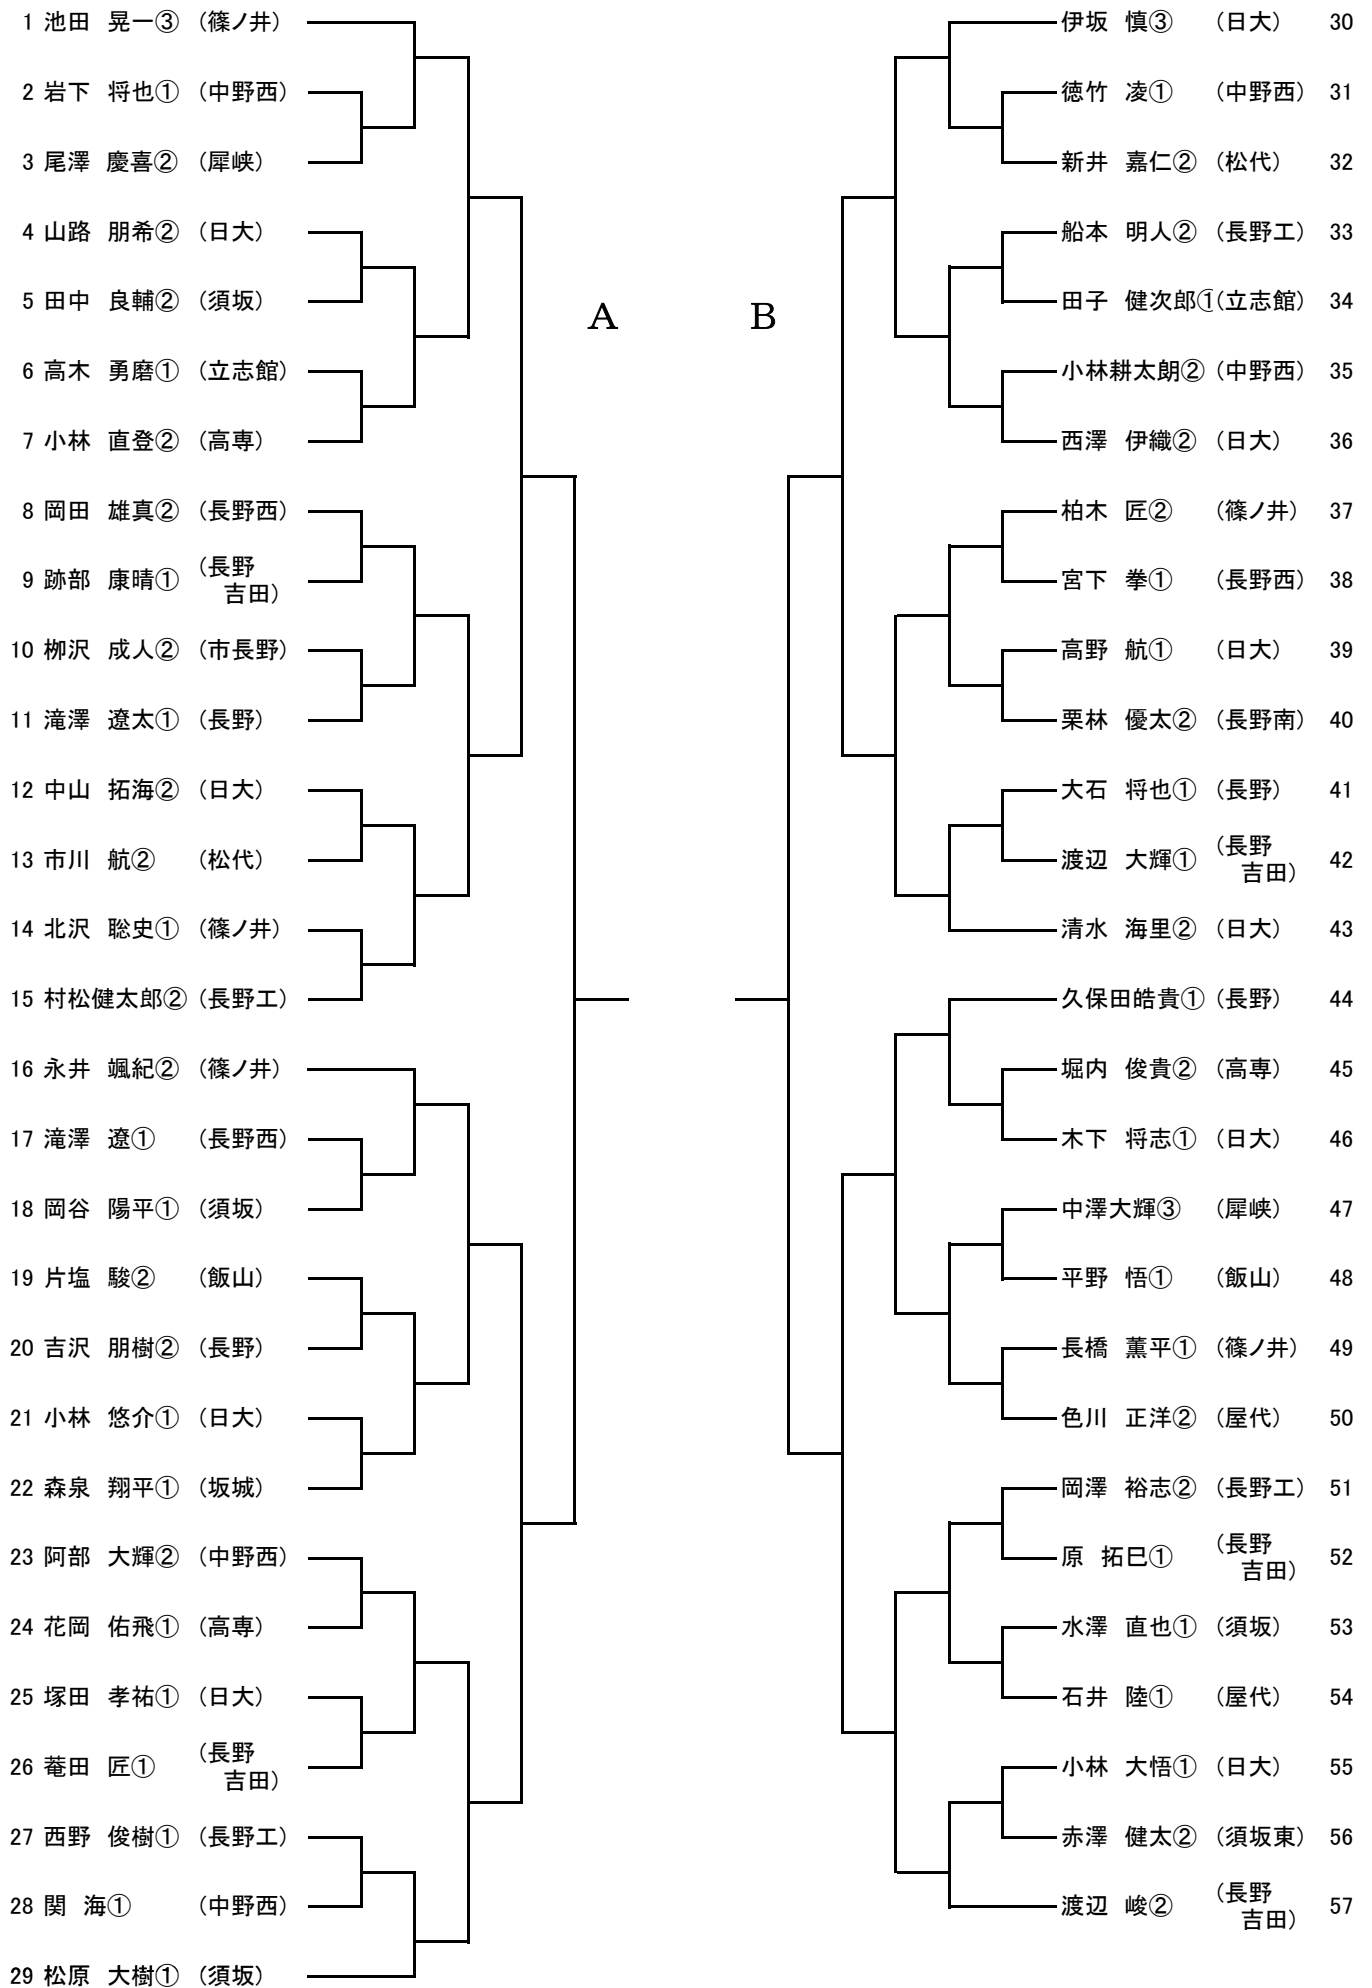 1 池田 晃一③ (篠ノ井)
2 岩下 将也① (中野西)
3 尾澤 慶喜② (犀峡)
4 山路 朋希② (日大)
5 田中 良輔② (須坂)
6 高木 勇磨① (立志館)
7 小林 直登② (高専)
8 岡田 雄真② (長野西)
9 跡部 康晴① (長野
吉田)
10 栁沢 成人② (市長野)
11 滝澤 遼太① (長野)
12 中山 拓海② (日大)
13 市川 航② (松代)
14 北沢 聡史① (篠ノ井)
15 村松健太郎② (長野工)
16 永井 颯紀② (篠ノ井)
17 滝澤 遼① (長野西)
18 岡谷 陽平① (須坂)
19 片塩 駿② (飯山)
20 吉沢 朋樹② (長野)
21 小林 悠介① (日大)
22 森泉 翔平① (坂城)
23 阿部 大輝② (中野西)
24 花岡 佑飛① (高専)
25 塚田 孝祐① (日大)
26 菴田 匠① (長野
吉田)
27 西野 俊樹① (長野工)
28 関 海① (中野西)
29 松原 大樹① (須坂)
A
B
伊坂 慎③ (日大) 30
徳竹 凌① (中野西) 31
新井 嘉仁② (松代) 32
船本 明人② (長野工) 33
田子 健次郎①(立志館) 34
小林耕太朗② (中野西) 35
西澤 伊織② (日大) 36
柏木 匠② (篠ノ井) 37
宮下 拳① (長野西) 38
高野 航① (日大) 39
栗林 優太② (長野南) 40
大石 将也① (長野) 41
渡辺 大輝① (長野
吉田) 42
清水 海里② (日大) 43
久保田皓貴① (長野) 44
堀内 俊貴② (高専) 45
木下 将志① (日大) 46
中澤大輝③ (犀峡) 47
平野 悟① (飯山) 48
長橋 薫平① (篠ノ井) 49
色川 正洋② (屋代) 50
岡澤 裕志② (長野工) 51
原 拓巳① (長野
吉田) 52
水澤 直也① (須坂) 53
石井 陸① (屋代) 54
小林 大悟① (日大) 55
赤澤 健太② (須坂東) 56
渡辺 峻② (長野
吉田) 57